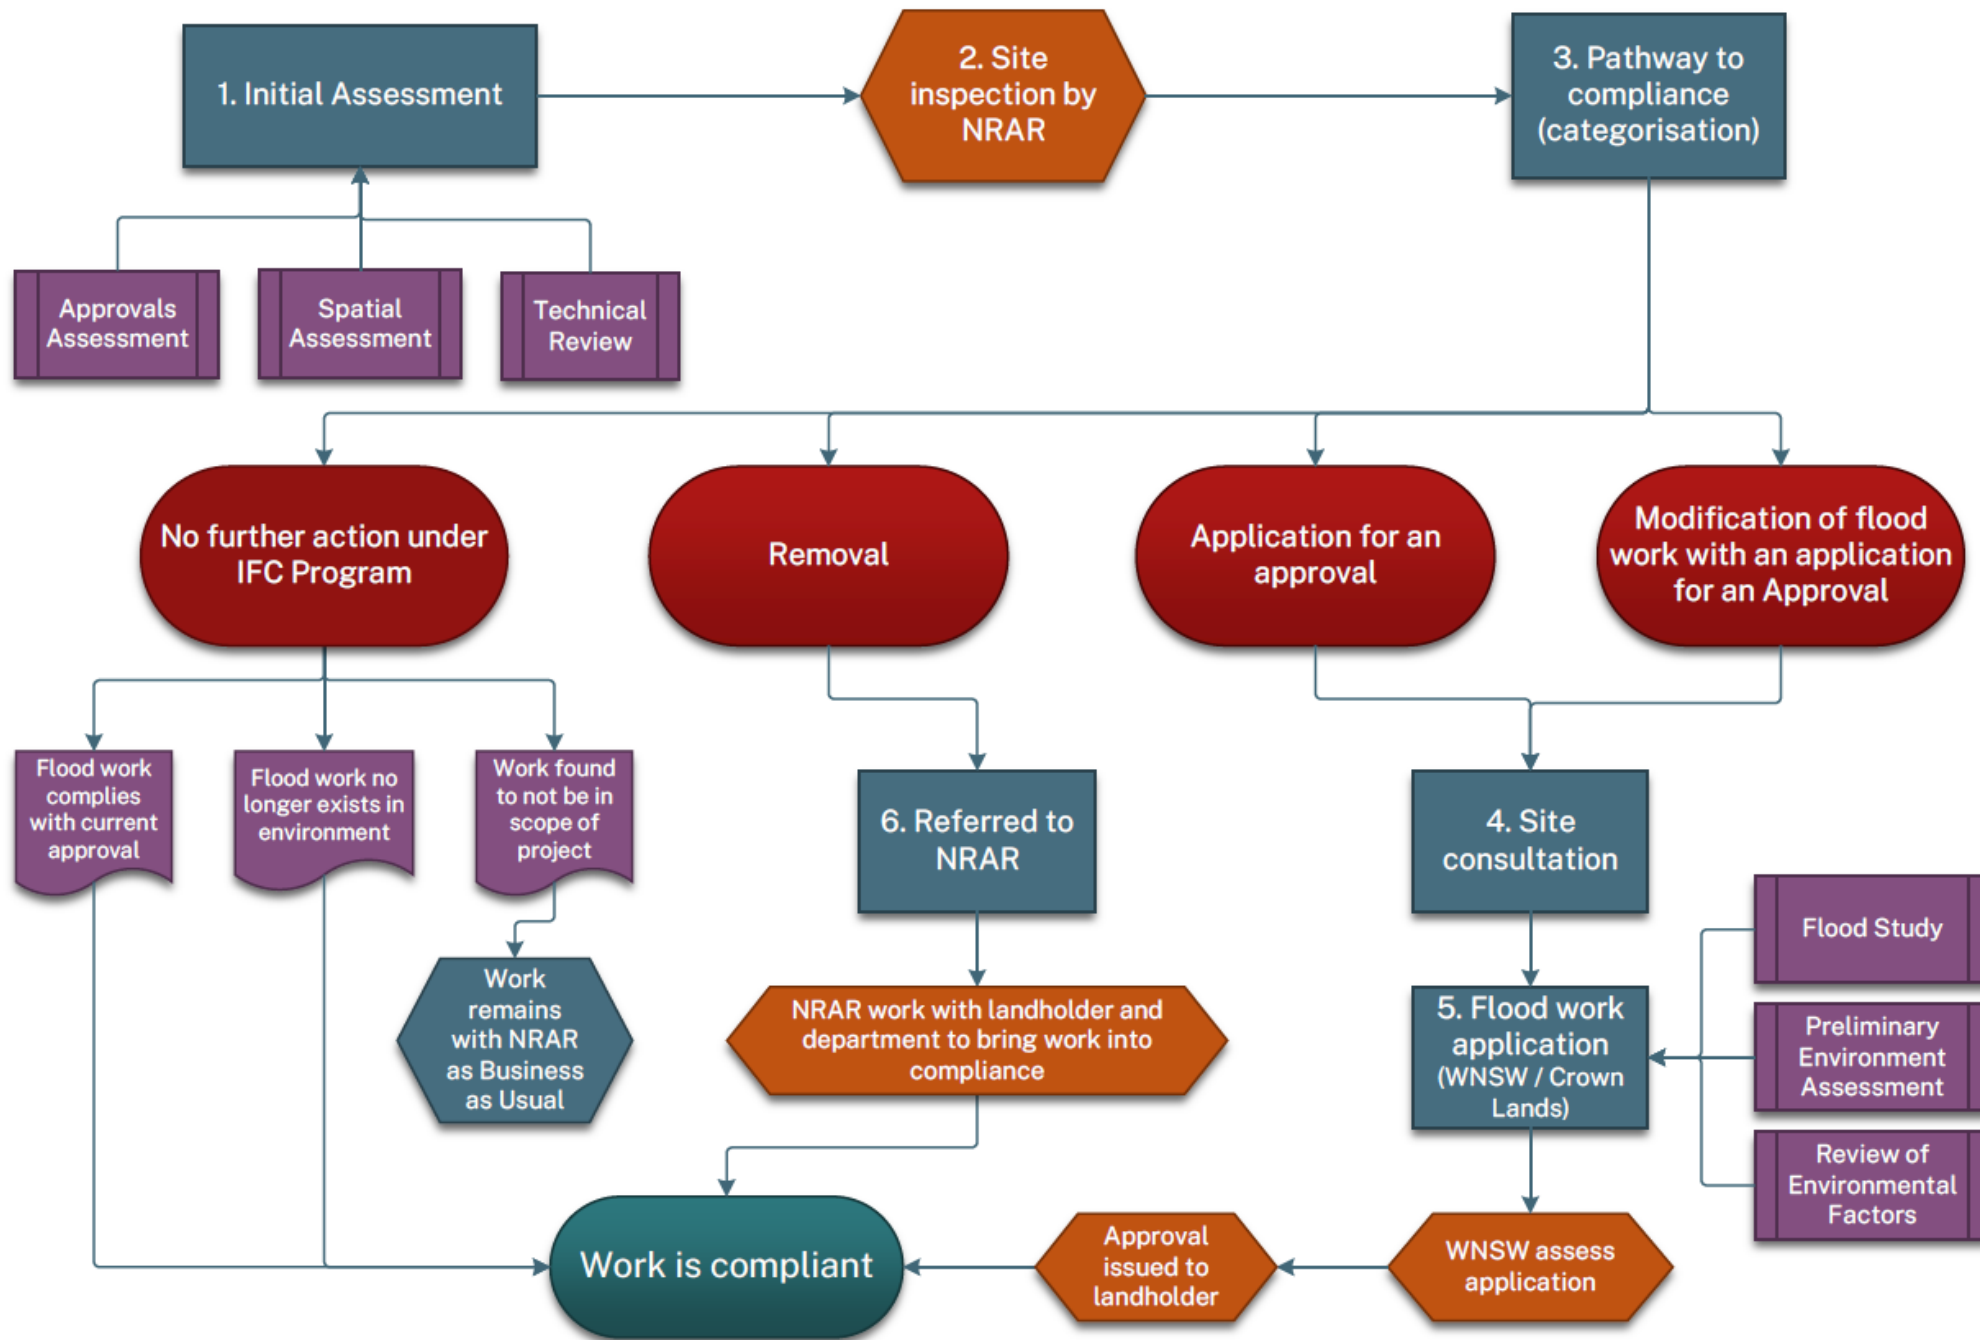 1. Initial Assessment
2. Site
inspection by
NRAR
3. Pathway to
compliance
(categorisation)
Approvals
Assessment
Spatial
Assessment
Technical
Review
No further action under
IFC Program
Removal
Application for an
approval
Modification of flood
work with an application
for an Approval
Flood work
complies
with current
approval
Flood work no
longer exists in
environment
Work found
to not be in
scope of
project
6. Referred to
NRAR
4. Site
consultation
Flood Study
Work
remains
with NRAR
as Business
as Usual
NRAR work with landholder and
department to bring work into
compliance
5. Flood work
application
(WNSW / Crown
Lands)
Preliminary
Environment
Assessment
Review of
Environmental
Factors
Work is compliant
Approval
issued to
landholder
WNSW assess
application